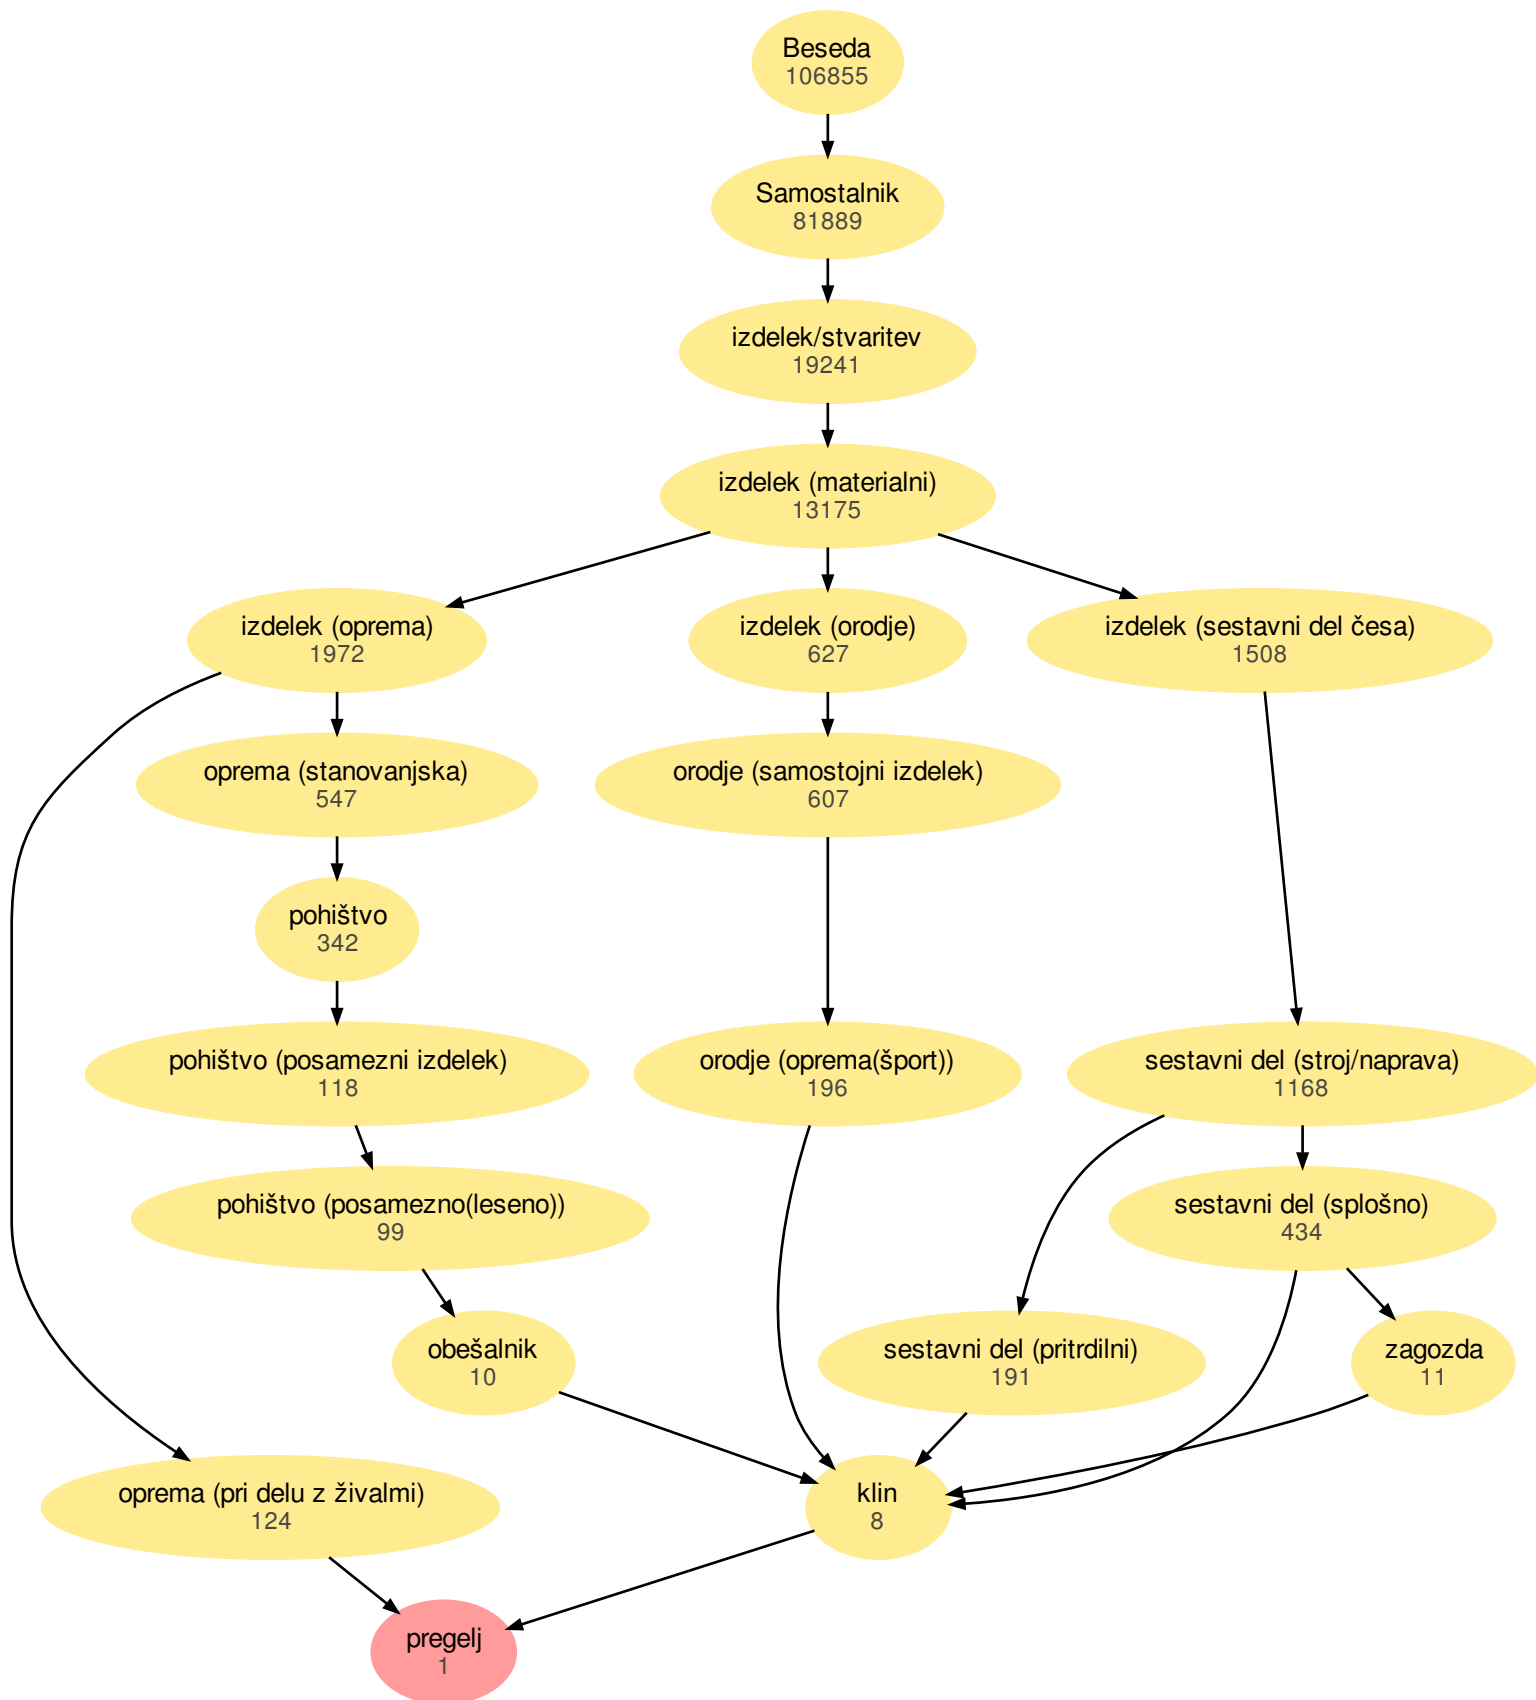 Beseda
106855
Samostalnik
81889
izdelek/stvaritev
19241
izdelek (materialni)
13175
izdelek (oprema)
1972
izdelek (orodje)
627
izdelek (sestavni del česa)
1508
oprema (stanovanjska)
547
orodje (samostojni izdelek)
607
pohištvo
342
pohištvo (posamezni izdelek)
118
orodje (oprema(šport))
196
sestavni del (stroj/naprava)
1168
pohištvo (posamezno(leseno))
99
sestavni del (splošno)
434
obešalnik
10
sestavni del (pritrdilni)
191
zagozda
11
oprema (pri delu z živalmi)
124
klin
8
pregelj
1